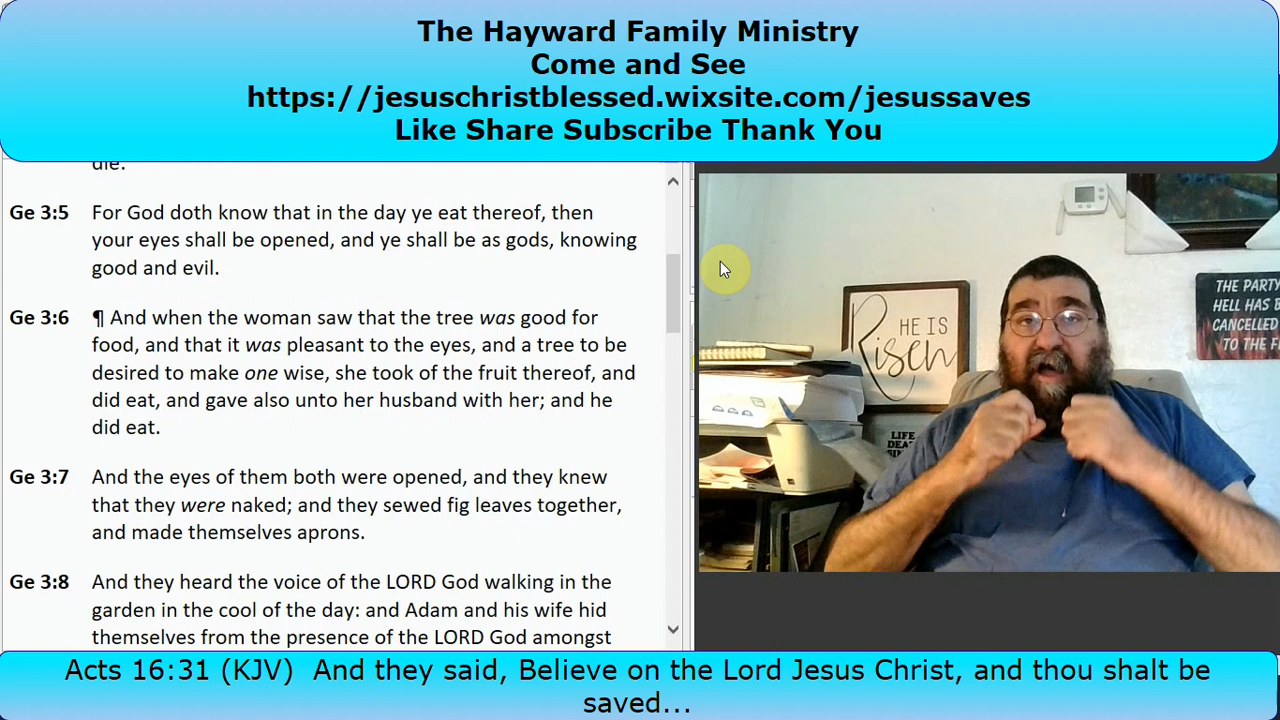 The Hayward Family Ministry
Come and See
https://jesuschristblessed.wixsite.com/jesussaves
Like Share Subscribe Thank You
die:
Ge 3:5 For God doth know that in the day ye eat thereof, then
your eyes shall be opened, and ye shall be as gods, knowing
good and evil.
Ge 3:6 ¶ And when the woman saw that the tree was good for
food, and that it was pleasant to the eyes, and a tree to be
desired to make one wise, she took of the fruit thereof, and
did eat, and gave also unto her husband with her; and he
did eat.
Ge 3:7 And the eyes of them both were opened, and they knew
that they were naked; and they sewed fig leaves together,
and made themselves aprons.
Ge 3:8 And they heard the voice of the LORD God walking in the
garden in the cool of the day: and Adam and his wife hid
themselves from the presence of the LORD God amongst
HE IS
Risen
LIFE
THE PARTY
HELL HAS B
CANCELLED
TO THE FI
Acts 16:31 (KJV) And they said, Believe on the Lord Jesus Christ, and thou shalt be
saved...